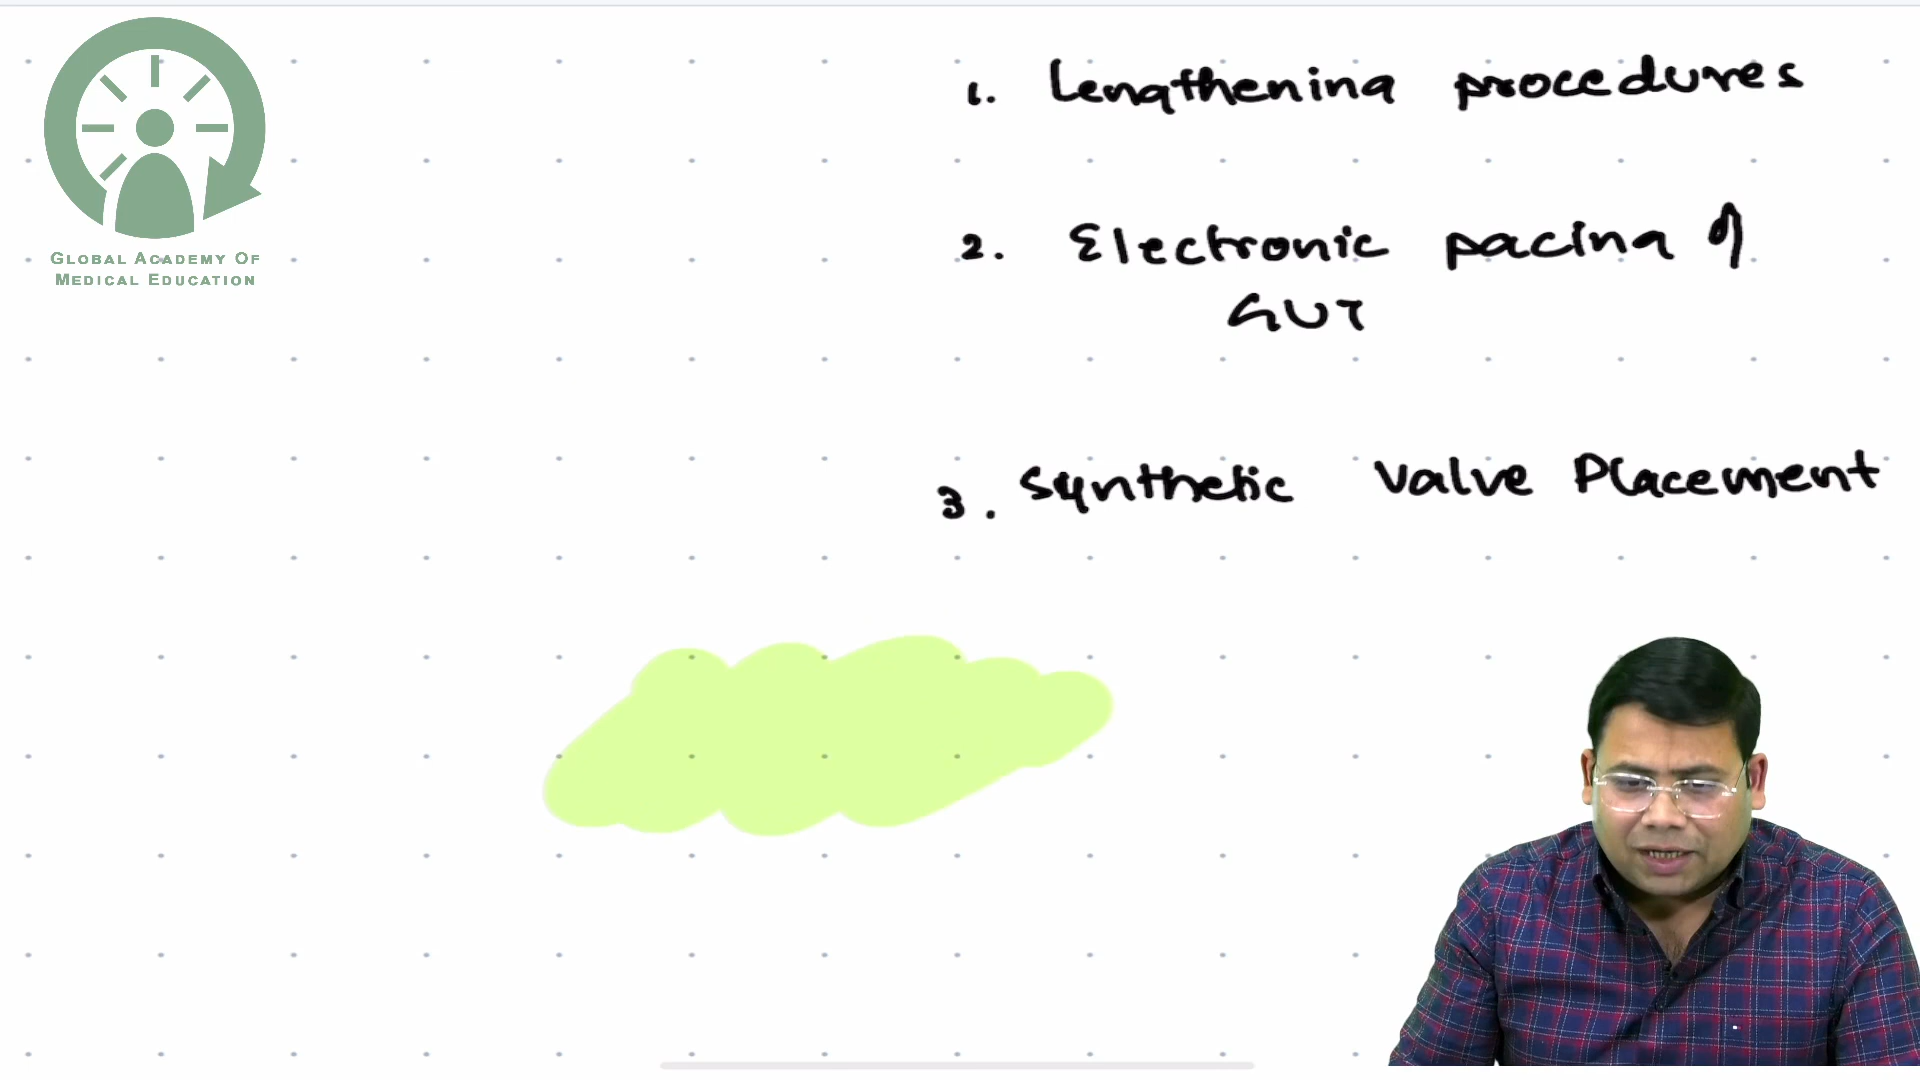 GLOBAL ACADEMY OF
MEDICAL EDUCATION
1. Lengthening procedures
2. Electronic pacing of
GUT
3. Synthetic Valve Placement